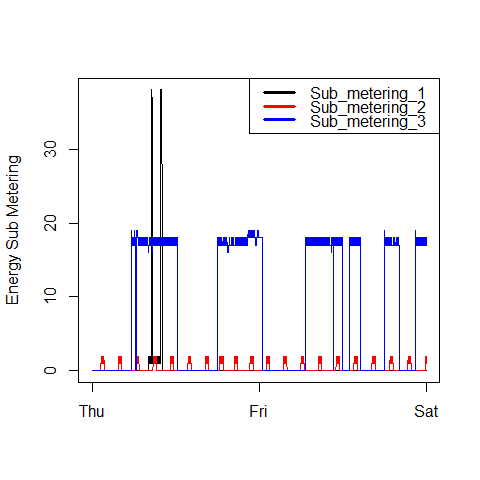 Sub_metering_1
Sub_metering_2
Sub_metering_3
Energy Sub Metering
30
20
10
0
Thu
Fri
Sat